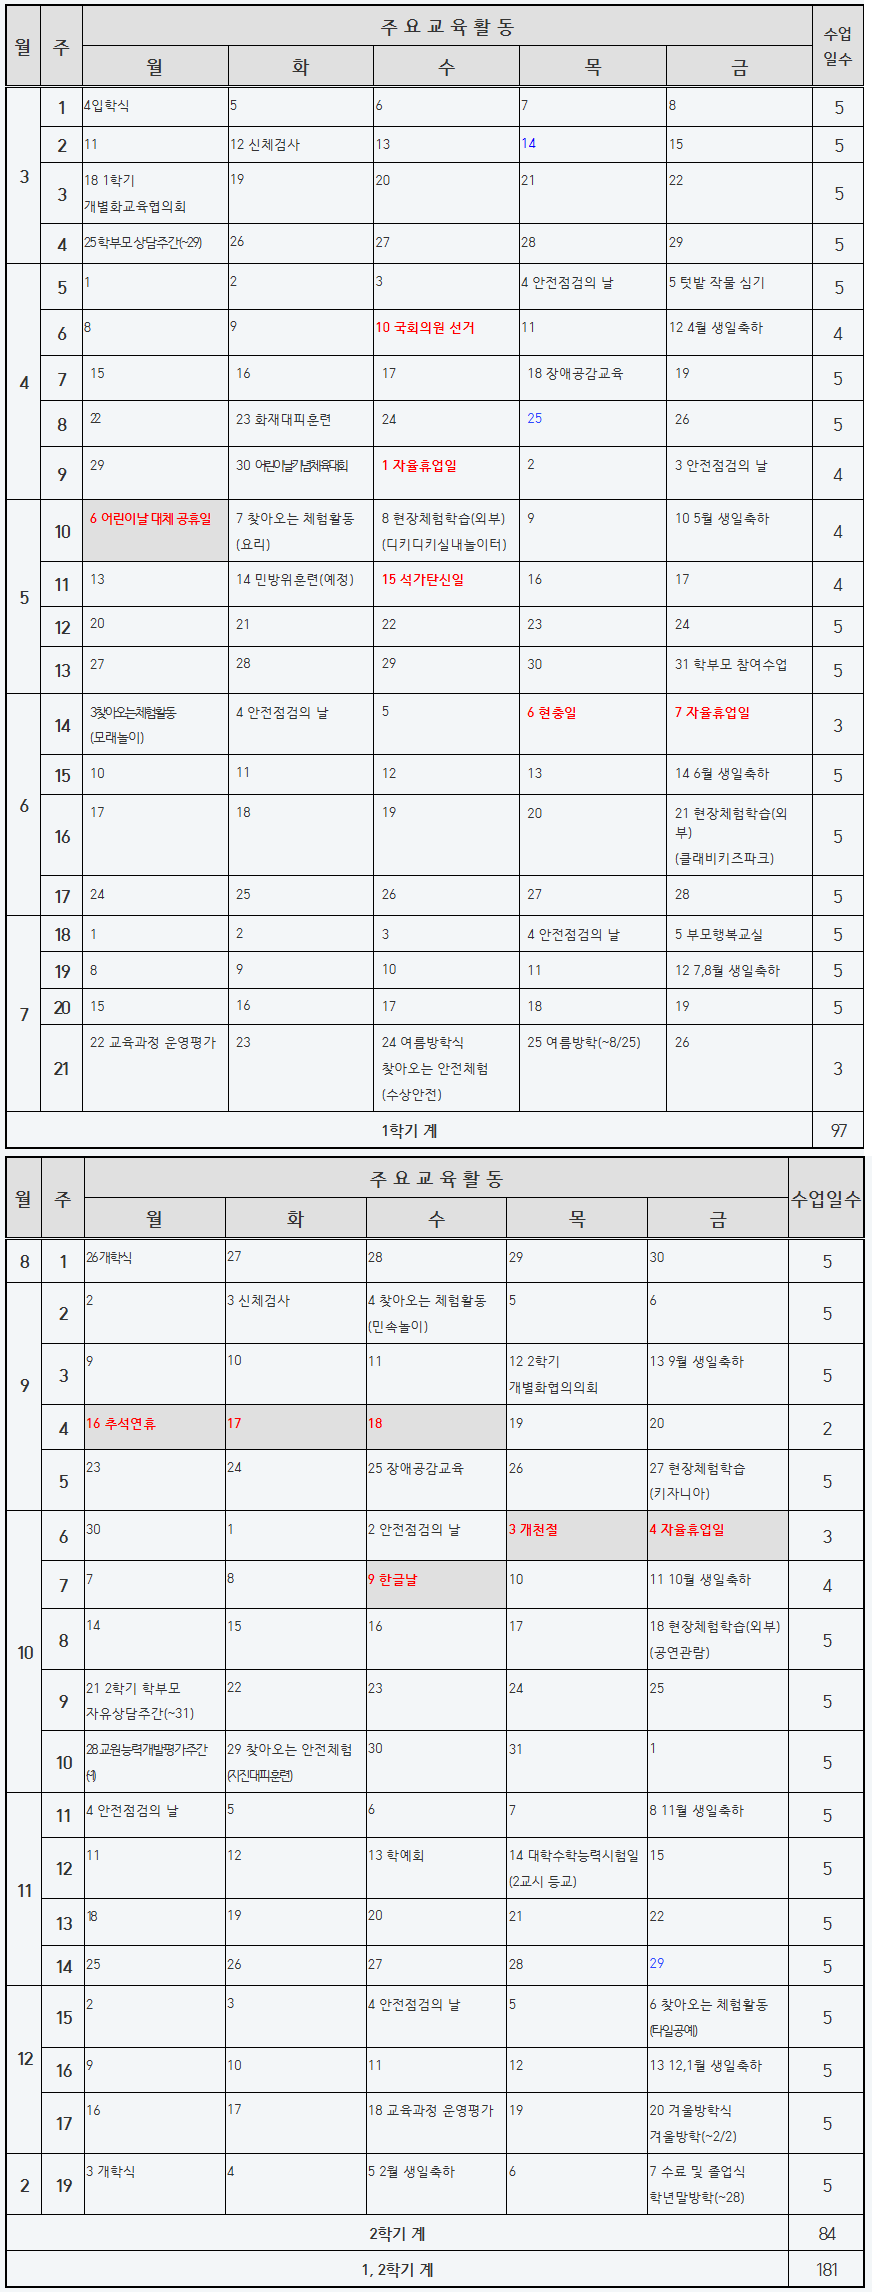 월 주 주 요 교 육 활 동 수업
일수
월 화 수 목 금
3 1 4입학식 5 6 7 8 5
2 11 12 신체검사 13 14 15 5
3 18 1학기 19 20 21 22 5
개별화교육협의회
4 25 학부모 상담주간(~29) 26 27 28 29 5
4 5 1 2 3 4 안전점검의 날 5 텃밭 작물 심기 5
6 8 9 10 국회의원 선거 11 12 4월 생일축하 4
7 15 16 17 18 장애공감교육 19 5
8 22 23 화재대피훈련 24 25 26 5
9 29 30 어린이날기념체육대회 1 자율휴업일 2 3 안전점검의 날 4
5 10 6 어린이날 대체 공휴일 7 찾아오는 체험활동 8 현장체험학습(외부) 9 10 5월 생일축하 4
(요리) (디키디키실내놀이터)
11 13 14 민방위훈련(예정) 15 석가탄신일 16 17 4
12 20 21 22 23 24 5
13 27 28 29 30 31 학부모 참여수업 5
6 14 3찾아오는체험활동 4 안전점검의 날 5 6 현충일 7 자율휴업일 3
(모래놀이)
15 10 11 12 13 14 6월 생일축하 5
16 17 18 19 20 21 현장체험학습(외 5
부)
(클래비키즈파크)
17 24 25 26 27 28 5
7 18 1 2 3 4 안전점검의 날 5 부모행복교실 5
19 8 9 10 11 12 7,8월 생일축하 5
20 15 16 17 18 19 5
21 22 교육과정 운영평가 23 24 여름방학식 25 여름방학(~8/25) 26 3
찾아오는 안전체험
(수상안전)
1학기 계 97
월 주 주 요 교 육 활 동 수업일수
월 화 수 목 금
8 1 26개학식 27 28 29 30 5
9 2 2 3 신체검사 4 찾아오는 체험활동 5 6 5
(민속놀이)
3 9 10 11 12 2학기 13 9월 생일축하 5
개별화협의의회
4 16 추석연휴 17 18 19 20 2
5 23 24 25 장애공감교육 26 27 현장체험학습 5
(키자니아)
10 6 30 1 2 안전점검의 날 3 개천절 4 자율휴업일 3
7 7 8 9 한글날 10 11 10월 생일축하 4
8 14 15 16 17 18 현장체험학습(외부) 5
(공연관람)
9 21 2학기 학부모 22 23 24 25 5
자유상담주간(~31)
10 28교원능력개발평가주간 29 찾아오는 안전체험 30 31 1 5
(~1) (지진대피훈련)
11 11 4 안전점검의 날 5 6 7 8 11월 생일축하 5
12 11 12 13 학예회 14 대학수학능력시험일 15 5
(2교시 등교)
13 18 19 20 21 22 5
14 25 26 27 28 29 5
12 15 2 3 4 안전점검의 날 5 6 찾아오는 체험활동 5
(타일공예)
16 9 10 11 12 13 12,1월 생일축하 5
17 16 17 18 교육과정 운영평가 19 20 겨울방학식 5
겨울방학(~2/2)
2 19 3 개학식 4 5 2월 생일축하 6 7 수료 및 졸업식 5
학년말방학(~28)
2학기 계 84
1, 2학기 계 181